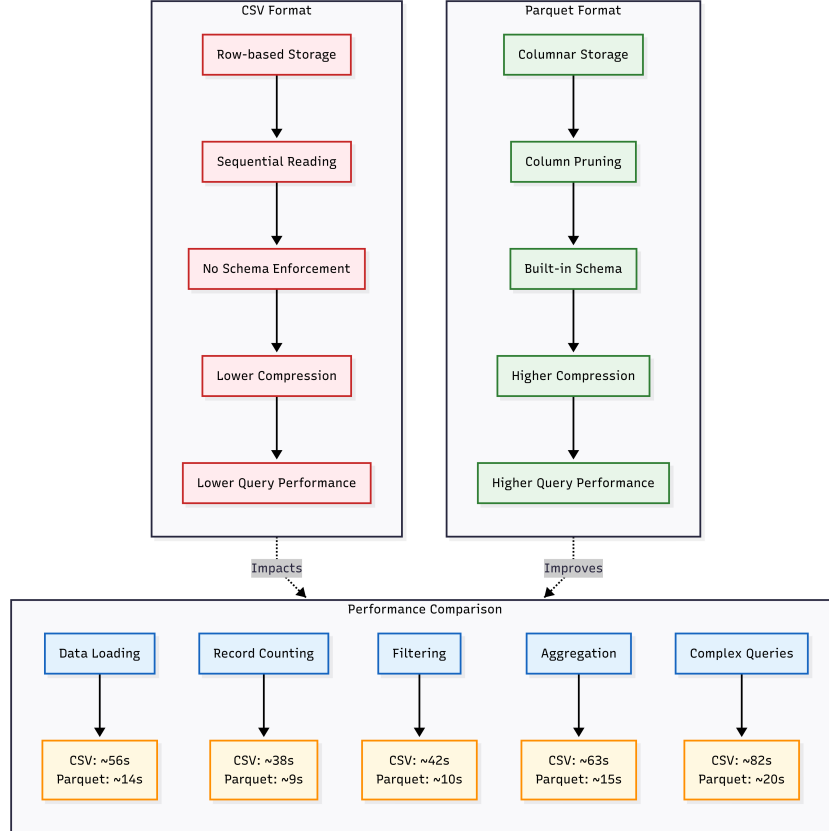 CSV Format
Row-based Storage
Sequential Reading
No Schema Enforcement
Lower Compression
Lower Query Performance
Parquet Format
Columnar Storage
Column Pruning
Built-in Schema
Higher Compression
Higher Query Performance
Impacts
Improves
Performance Comparison
Data Loading
CSV: ~56s
Parquet: ~14s
Record Counting
CSV: ~38s
Parquet: ~9s
Filtering
CSV: ~42s
Parquet: ~10s
Aggregation
CSV: ~63s
Parquet: ~15s
Complex Queries
CSV: ~82s
Parquet: ~20s